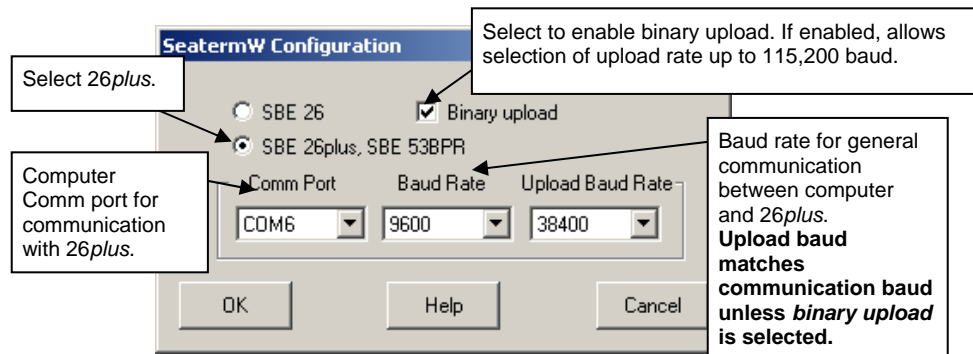 SeatermW Configuration
Select to enable binary upload. If enabled, allows
selection of upload rate up to 115,200 baud.
Select 26plus.
SBE 26
Binary upload
SBE 26plus, SBE 53BPR
Computer
Comm port for
communication
with 26plus.
Comm Port
Baud Rate
Upload Baud Rate
COM6
9600
38400
Baud rate for general
communication
between computer
and 26plus.
Upload baud
matches
communication baud
unless binary upload
is selected.
OK
Help
Cancel